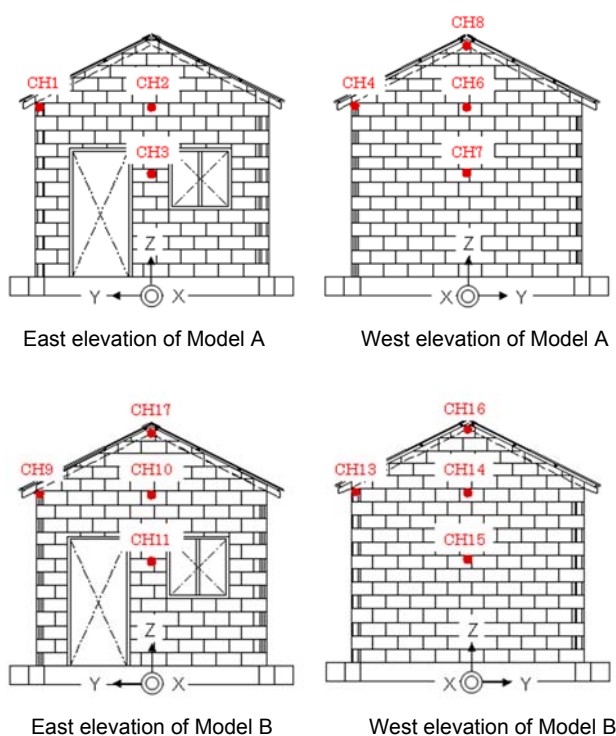 CH8
CH1 CH2 CH4 CH6
CH3 CH7
Z Z
Y X X Y
East elevation of Model A West elevation of Model A
CH17 CH16
CH9 CH10 CH13 CH14
CH11 CH15
Z Z
Y X X Y
East elevation of Model B West elevation of Model B